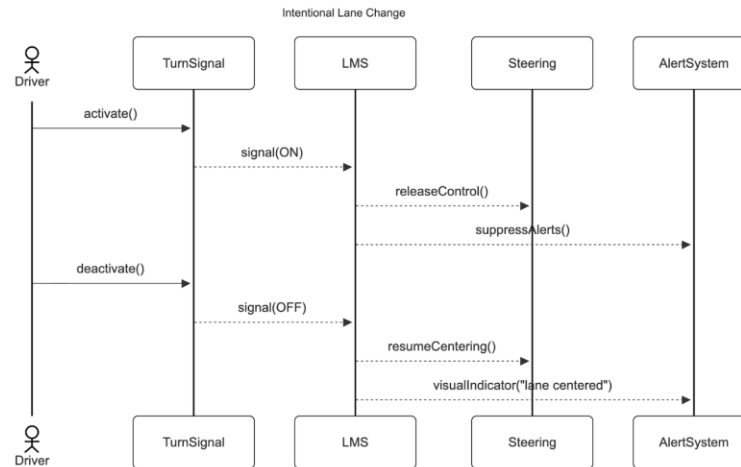 Intentional Lane Change
Driver
TurnSignal
LMS
Steering
AlertSystem
activate()
signal(ON)
releaseControl()
suppressAlerts()
deactivate()
signal(OFF)
resumeCentering()
visualIndicator("lane centered")
Driver
TurnSignal
LMS
Steering
AlertSystem